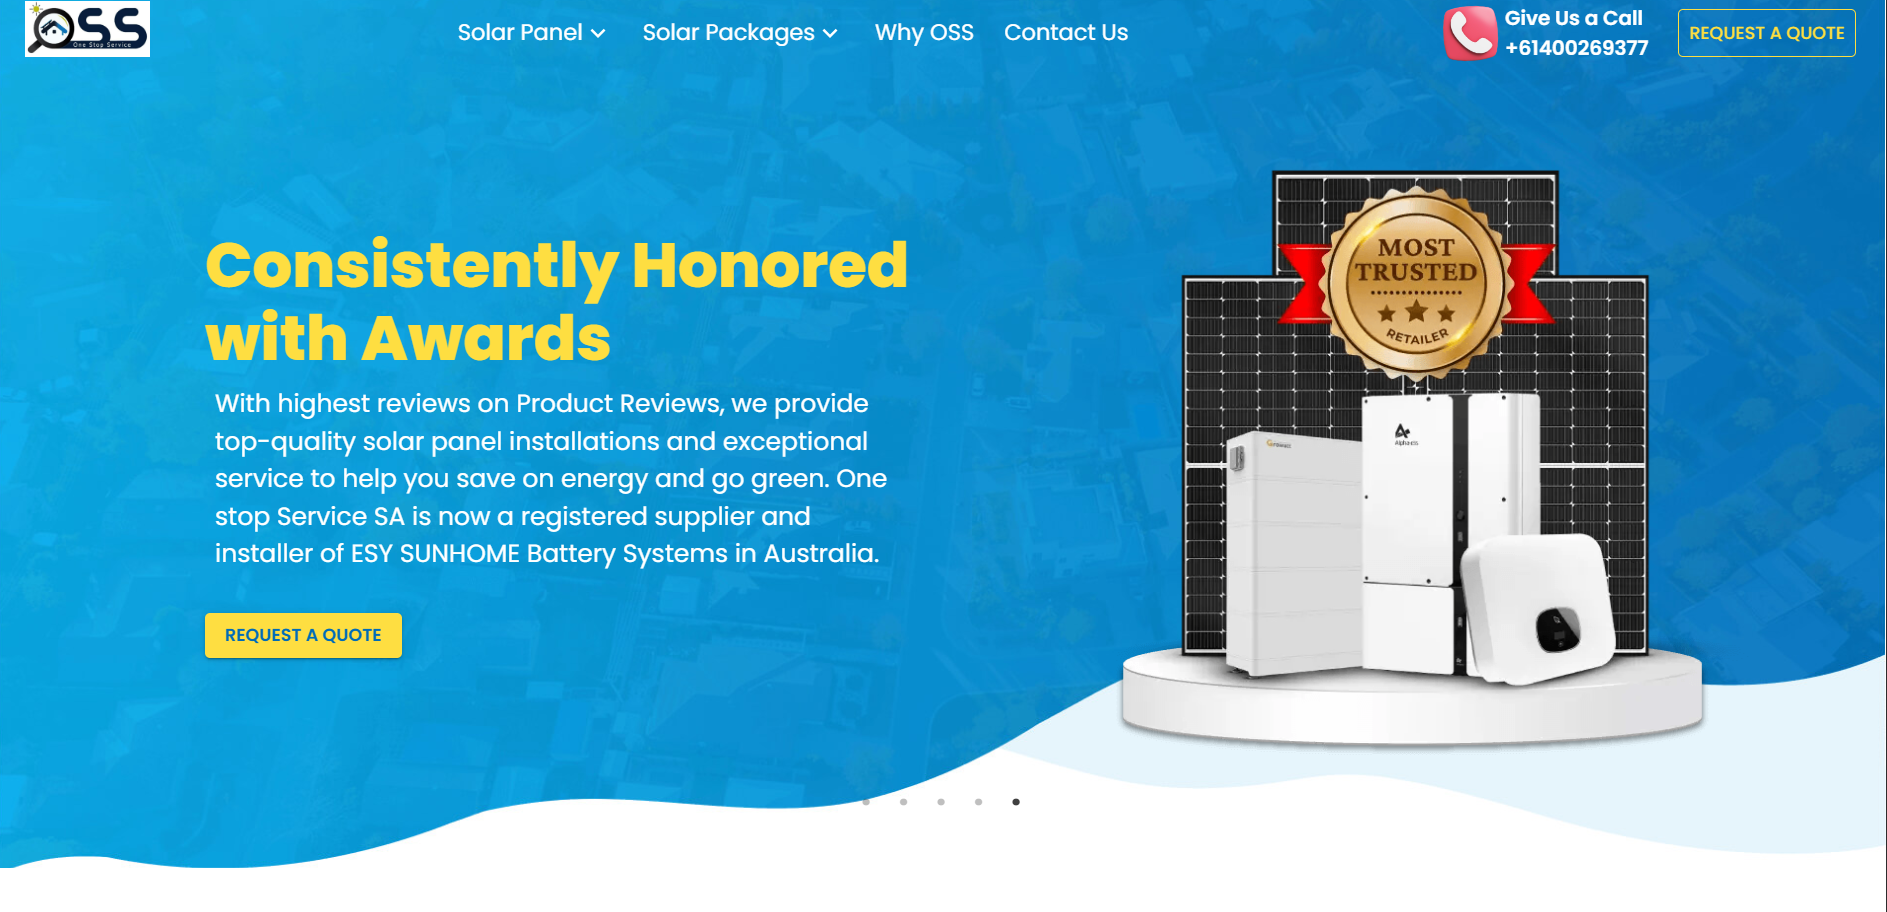 OSS
One Stop Service
Solar Panel
Solar Packages
Why OSS
Contact Us
Give Us a Call
+61400269377
REQUEST A QUOTE
Consistently Honored
with Awards
With highest reviews on Product Reviews, we provide
top-quality solar panel installations and exceptional
service to help you save on energy and go green. One
stop Service SA is now a registered supplier and
installer of ESY SUNHOME Battery Systems in Australia.
REQUEST A QUOTE
MOST
TRUSTED
RETAILER